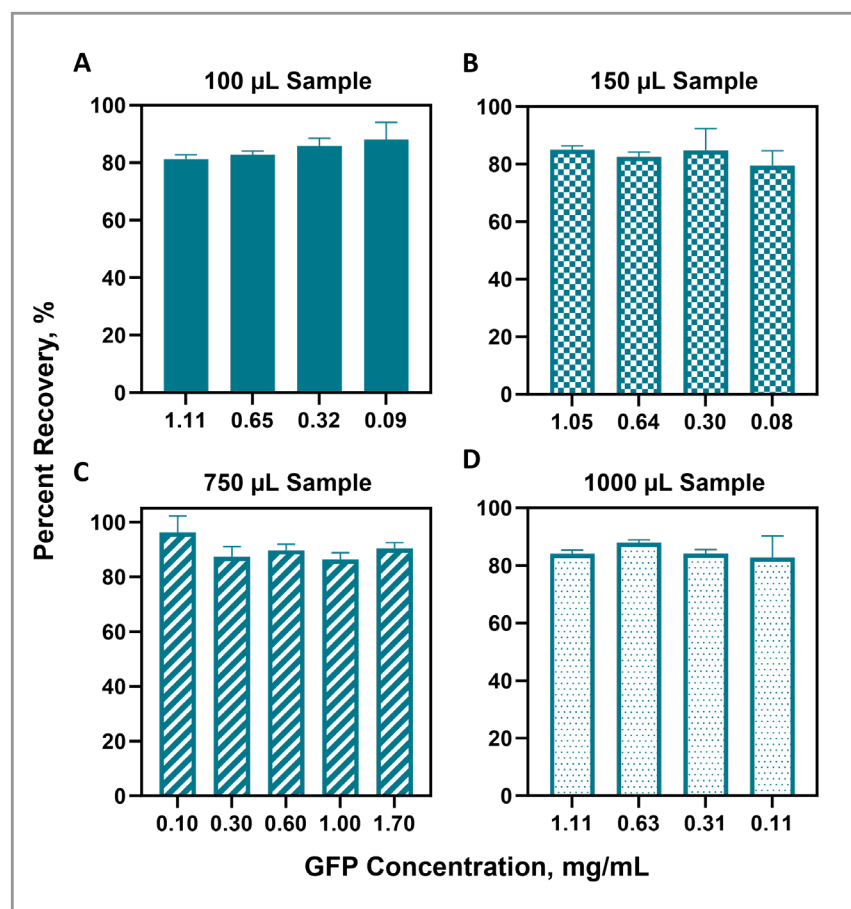 A
100 µL Sample
100
80
60
40
20
0
1.11 0.65 0.32 0.09
B
150 µL Sample
100
80
60
40
20
0
1.05 0.64 0.30 0.08
Percent Recovery, %
C
750 µL Sample
100
80
60
40
20
0
0.10 0.30 0.60 1.00 1.70
D
1000 µL Sample
100
80
60
40
20
0
1.11 0.63 0.31 0.11
GFP Concentration, mg/mL